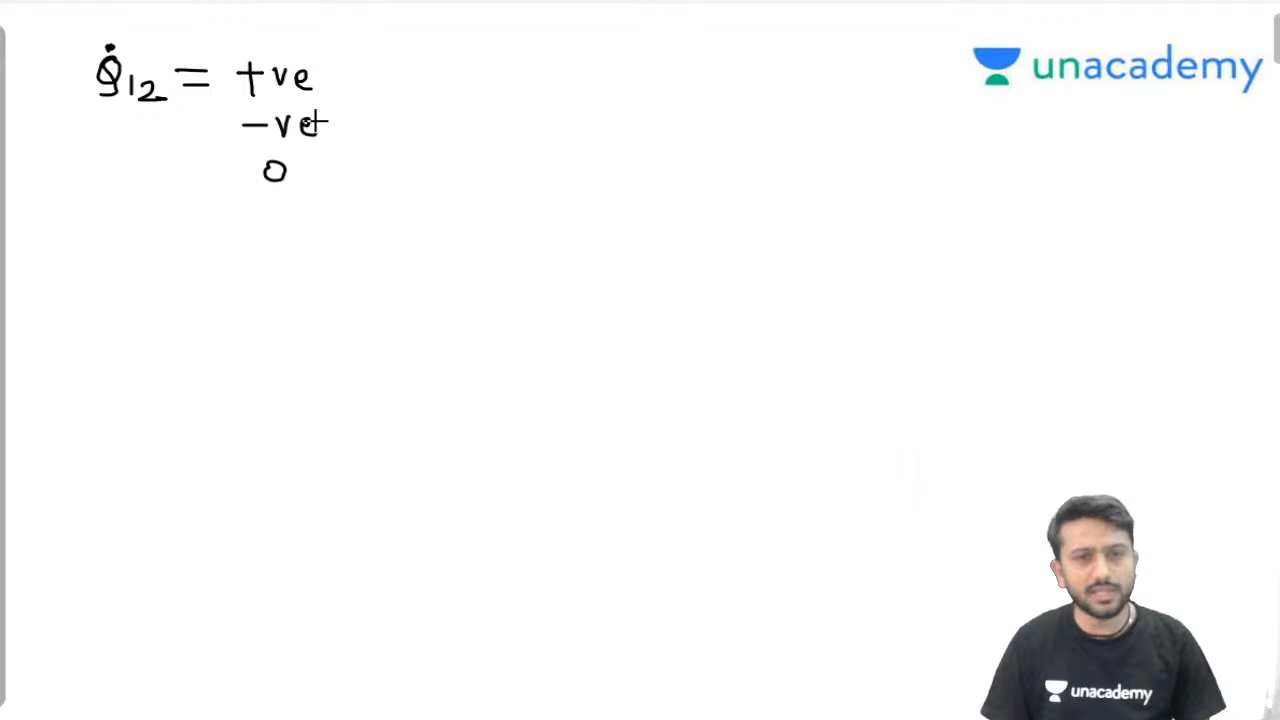 Q̇12 = +ve
unacademy
-ve
0
unacademy